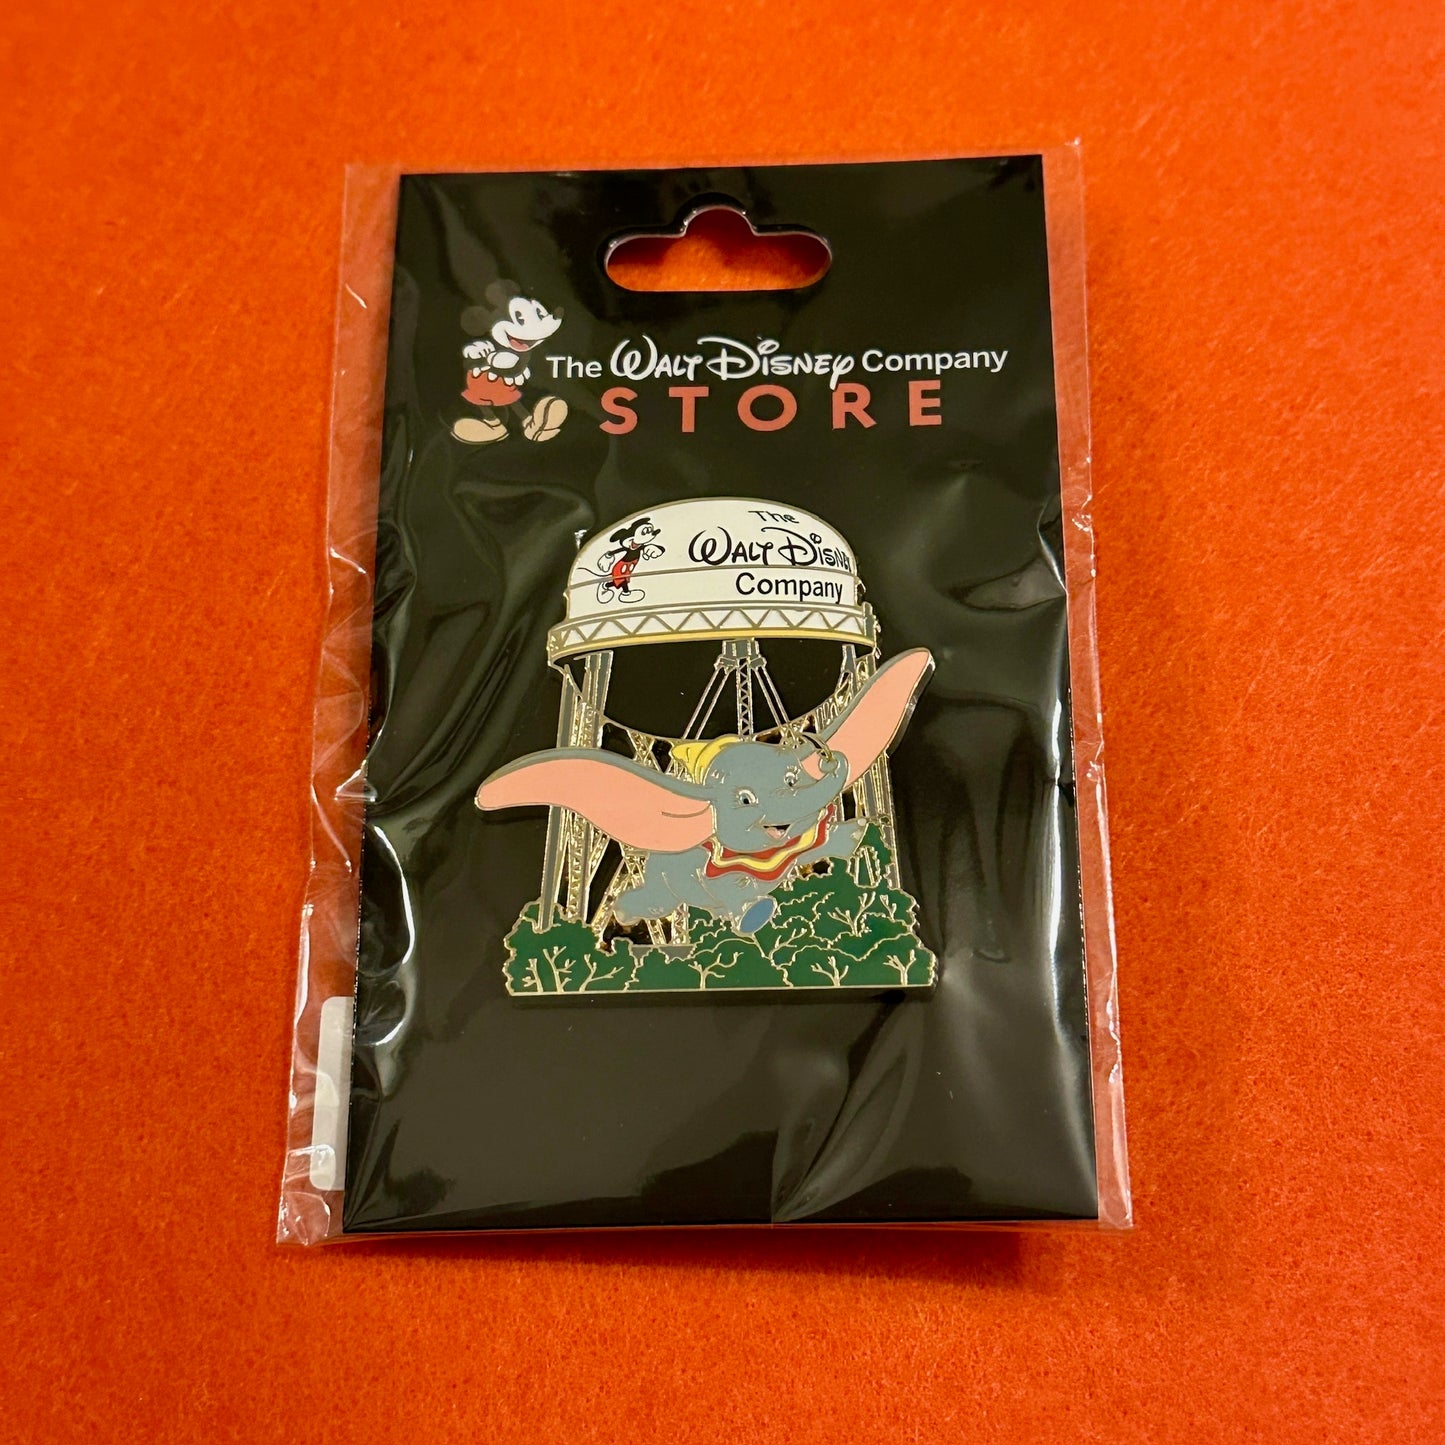 The WALT DISNEY Company
STORE
The
WALT DISNEY
Company